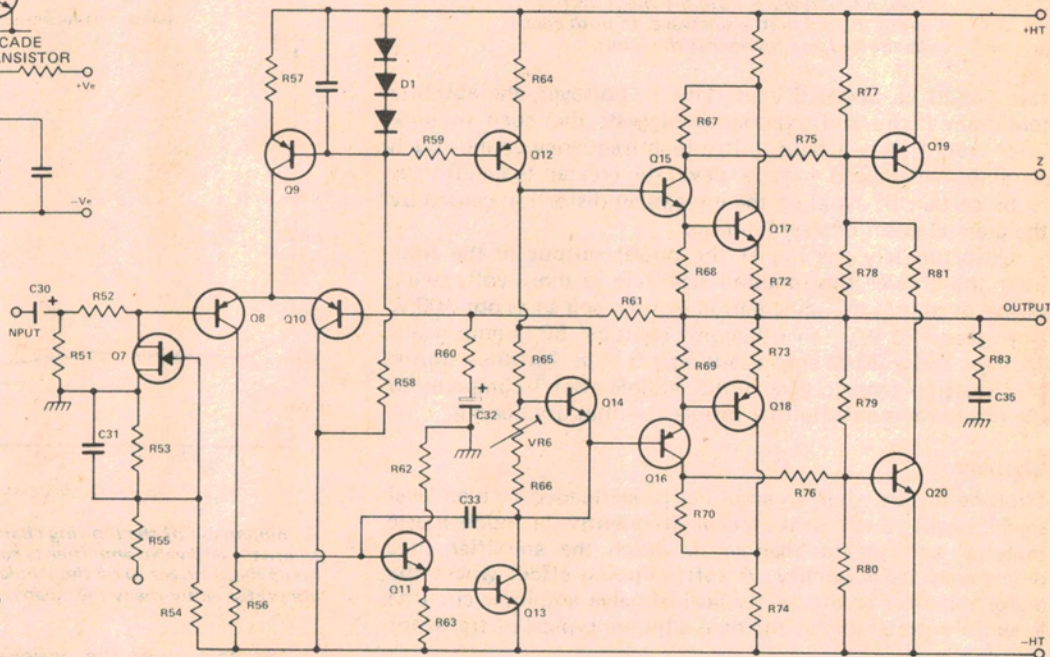 CADE
ANSISTOR
+Ve
-Ve
+HT
R57
D1
R64
R67
R77
R59
R75
Q9
Q12
Q15
Q19
Z
Q17
C30
R52
R68
R72
R78
R81
OUTPUT
NPUT
Q8
Q10
R61
R51
Q7
R60
R65
R73
R83
R58
R69
C32
Q14
Q18
R79
C35
C31
R53
VR6
R62
Q16
R66
R76
Q20
C33
R70
R55
Q11
R80
R54
R56
R63
Q13
R74
-HT